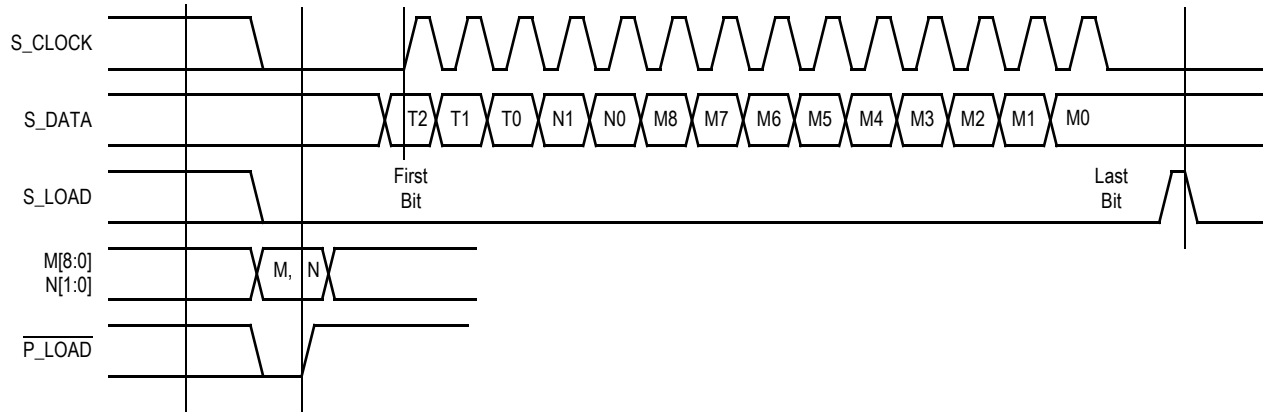 S_CLOCK
S_DATA
T2 T1 T0 N1 N0 M8 M7 M6 M5 M4 M3 M2 M1 M0
First
Bit
Last
Bit
S_LOAD
M[8:0]
N[1:0]
M, N
P_LOAD